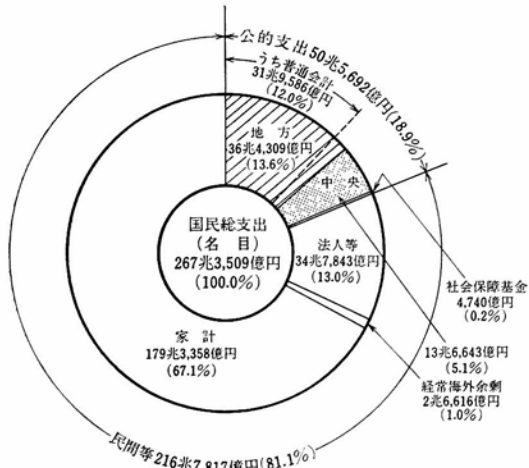 公的支出50兆5,692億円(18.9%)
うち普通会計
31兆9,586億円
(12.0%)
地方
36兆4,309億円
(13.6%)
中央
国民総支出
(名目)
267兆3,509億円
(100.0%)
法人等
34兆7,843億円
(13.0%)
社会保障基金
4,740億円
(0.2%)
家計
179兆3,358億円
(67.1%)
13兆6,643億円
(5.1%)
経常海外余剰
2兆6,616億円
(1.0%)
民間等216兆7,817億円(81.1%)